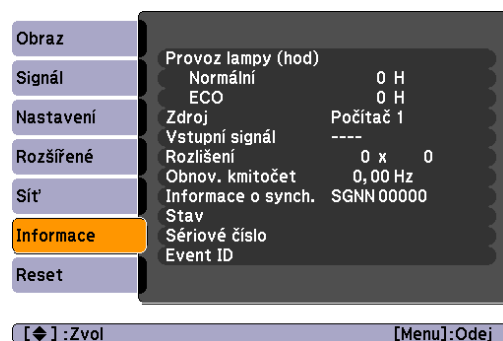 Obraz
Signál
Nastavení
Rozšířené
Síť
Informace
Reset
Provoz lampy (hod)
Normální 0 H
ECO 0 H
Zdroj Počítač 1
Vstupní signál ----
Rozlišení 0 x 0
Obnov. kmitočet 0, 00 Hz
Informace o synch. SGNN 00000
Stav
Sériové číslo
Event ID
[ ] :Zvol [Menu]:Odej